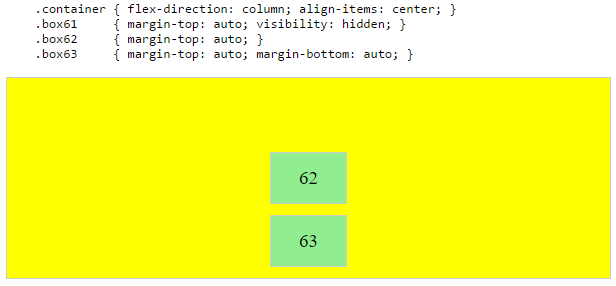 .container { flex-direction: column; align-items: center; }
.box61     { margin-top: auto; visibility: hidden; }
.box62     { margin-top: auto; }
.box63     { margin-top: auto; margin-bottom: auto; }
62
63